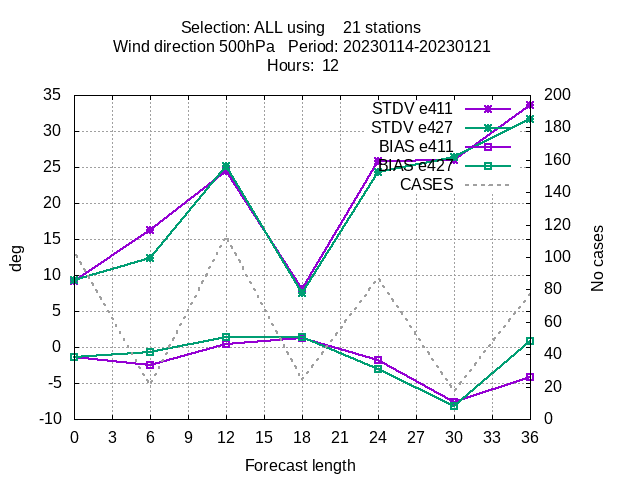 Selection: ALL using 21 stations
Wind direction 500hPa Period: 20230114-20230121
Hours: 12
STDV e411
STDV e427
BIAS e411
BIAS e427
CASES
35
30
25
20
15
10
5
0
-5
-10
deg
200
180
160
140
120
100
80
60
40
20
0
No cases
0 3 6 9 12 15 18 21 24 27 30 33 36
Forecast length